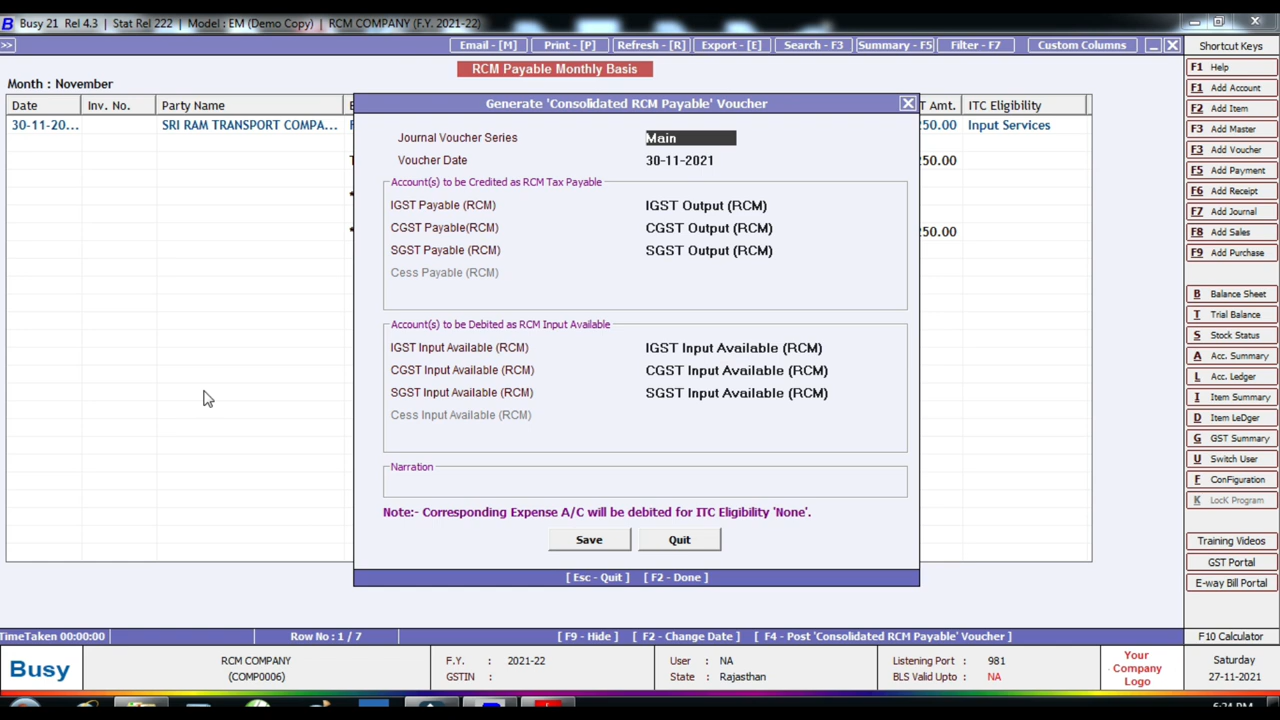 Busy 21 Rel 4.3 | Stat Rel 222 | Model : EM (Demo Copy) | RCM COMPANY (F.Y. 2021-22)
>> Email - [M] Print - [P] Refresh - [R] Export - [E] Search - F3 Summary - F5 Filter - F7 Custom Columns
RCM Payable Monthly Basis
Month : November
Date Inv. No. Party Name Amt. ITC Eligibility
30-11-20... SRI RAM TRANSPORT COMPA... 250.00 Input Services
250.00
250.00
Generate 'Consolidated RCM Payable' Voucher
Journal Voucher Series Main
Voucher Date 30-11-2021
Account(s) to be Credited as RCM Tax Payable
IGST Payable (RCM) IGST Output (RCM)
CGST Payable(RCM) CGST Output (RCM)
SGST Payable (RCM) SGST Output (RCM)
Cess Payable (RCM)
Account(s) to be Debited as RCM Input Available
IGST Input Available (RCM) IGST Input Available (RCM)
CGST Input Available (RCM) CGST Input Available (RCM)
SGST Input Available (RCM) SGST Input Available (RCM)
Cess Input Available (RCM)
Narration
Note:- Corresponding Expense A/C will be debited for ITC Eligibility 'None'.
Save Quit
[ Esc - Quit ] [ F2 - Done ]
Shortcut Keys
F1 Help
F1 Add Account
F2 Add Item
F3 Add Master
F3 Add Voucher
F5 Add Payment
F6 Add Receipt
F7 Add Journal
F8 Add Sales
F9 Add Purchase
B Balance Sheet
T Trial Balance
S Stock Status
A Acc. Summary
L Acc. Ledger
I Item Summary
D Item LeDger
G GST Summary
U Switch User
F ConFiguration
K LocK Program
Training Videos
GST Portal
E-way Bill Portal
F10 Calculator
TimeTaken 00:00:00 Row No : 1 / 7 [ F9 - Hide ] [ F2 - Change Date ] [ F4 - Post 'Consolidated RCM Payable' Voucher ]
Busy
RCM COMPANY
(COMP0006)
F.Y. : 2021-22
GSTIN :
User : NA
State : Rajasthan
Listening Port : 981
BLS Valid Upto : NA
Your
Company
Logo
Saturday
27-11-2021
6:24 PM